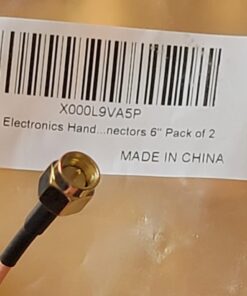 X000L9VA5P
Electronics Hand...nectors 6" Pack of 2
MADE IN CHINA